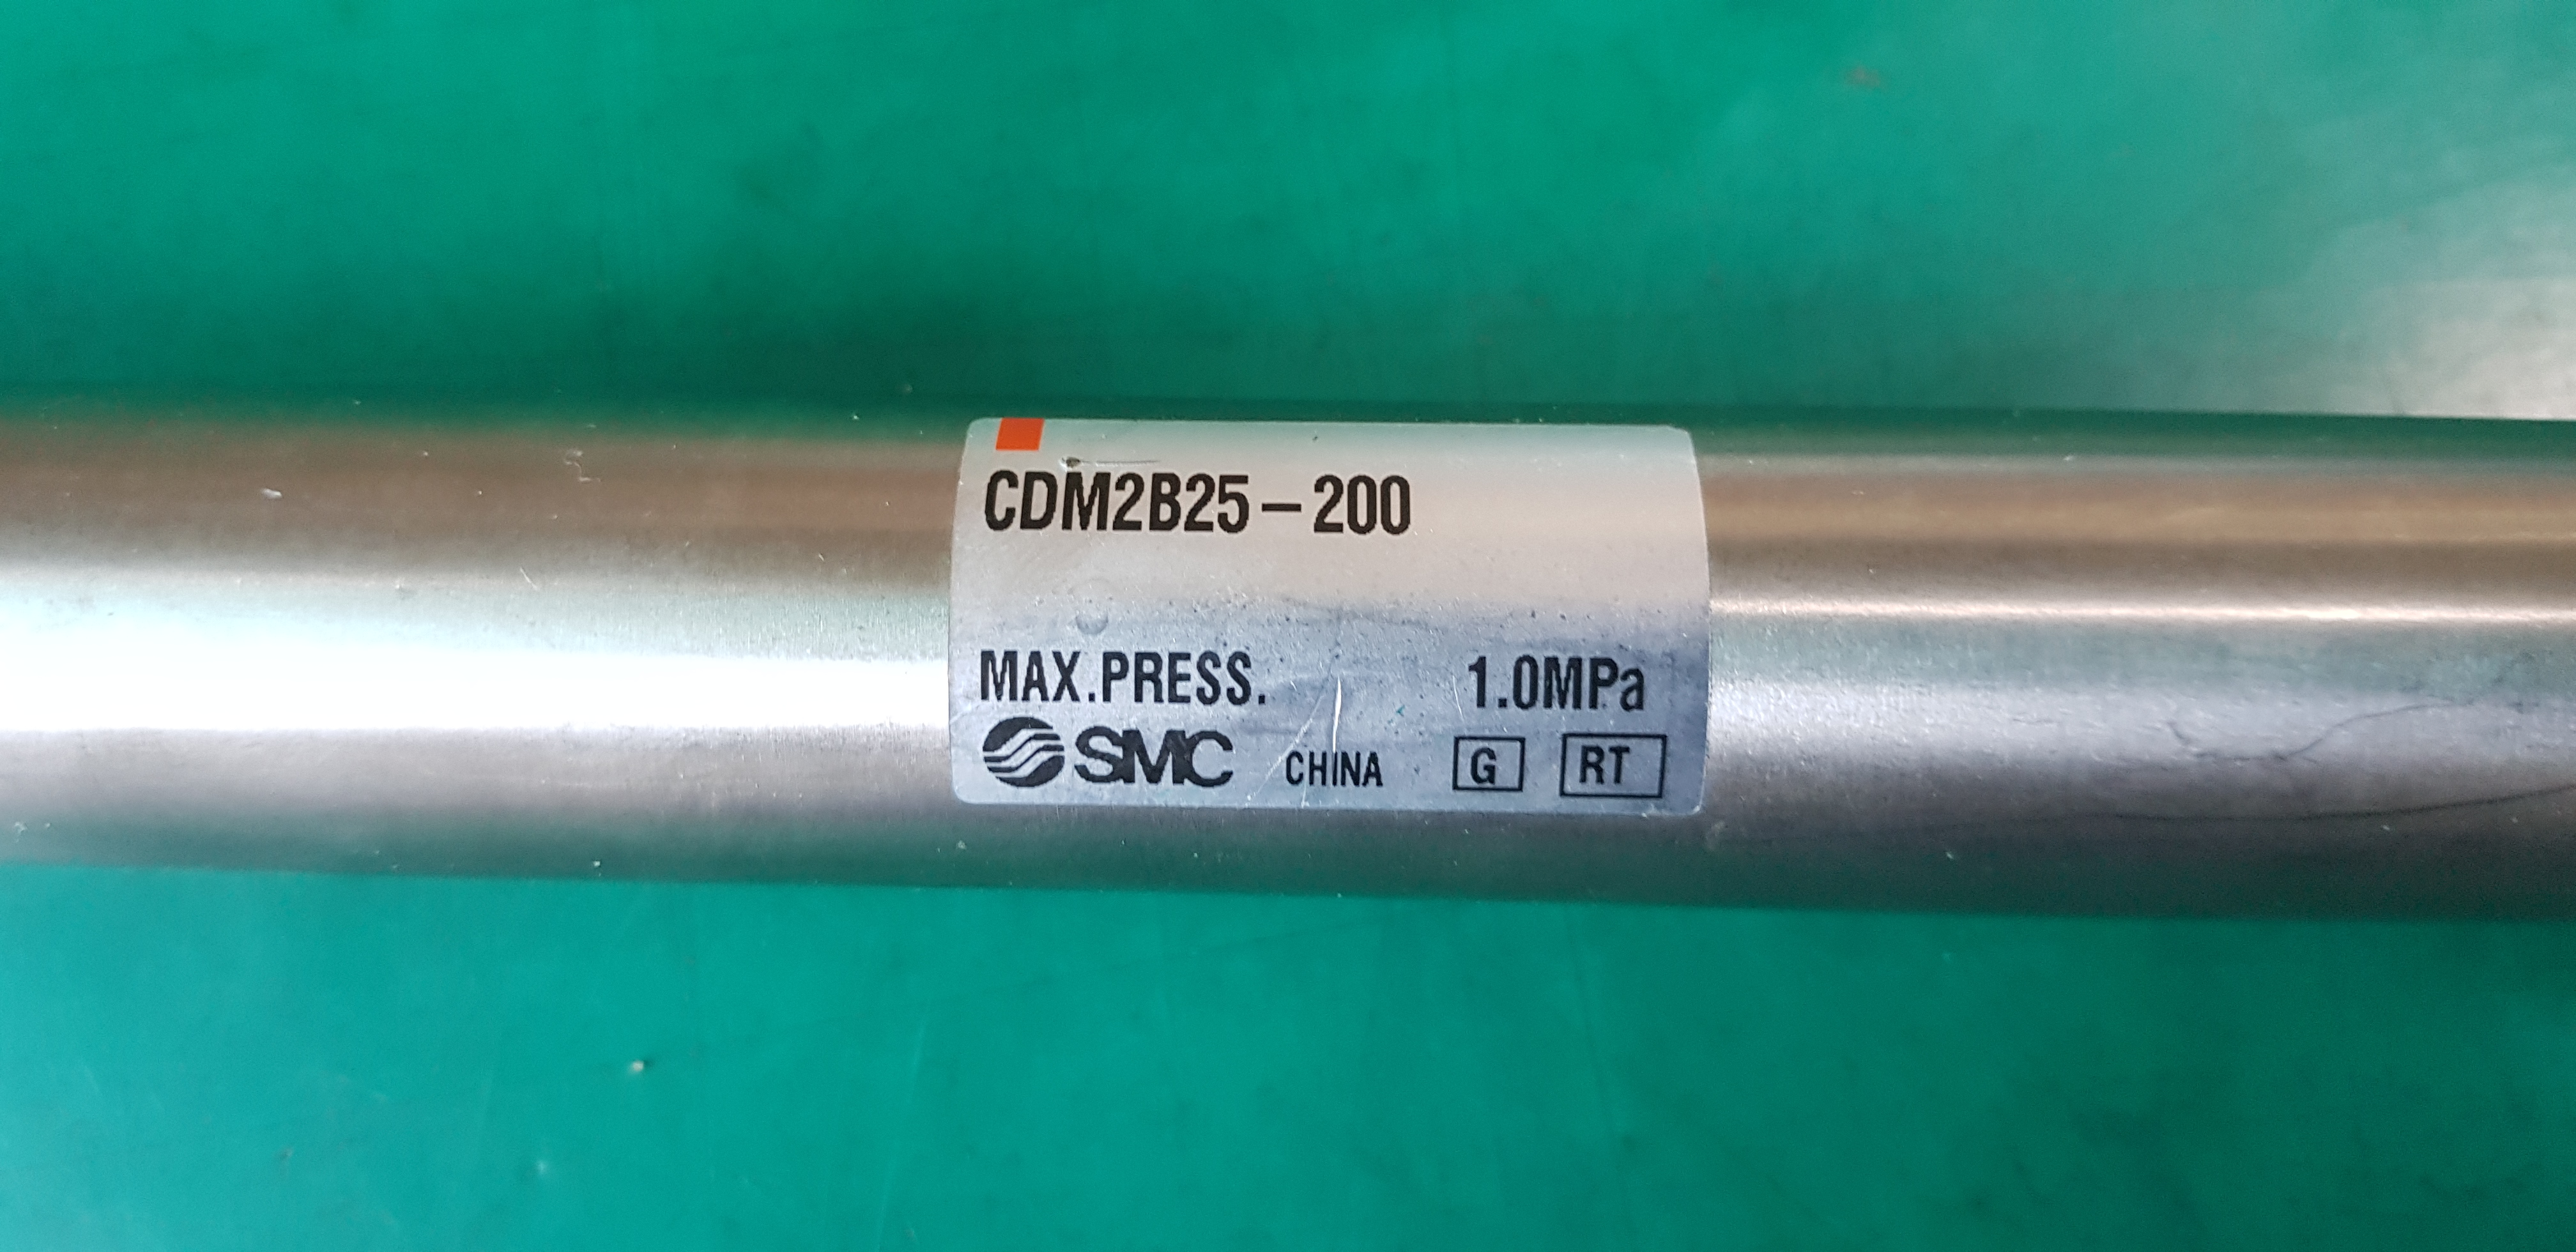 CDM2B25-200
MAX.PRESS. 1.0MPa
SMC CHINA G RT